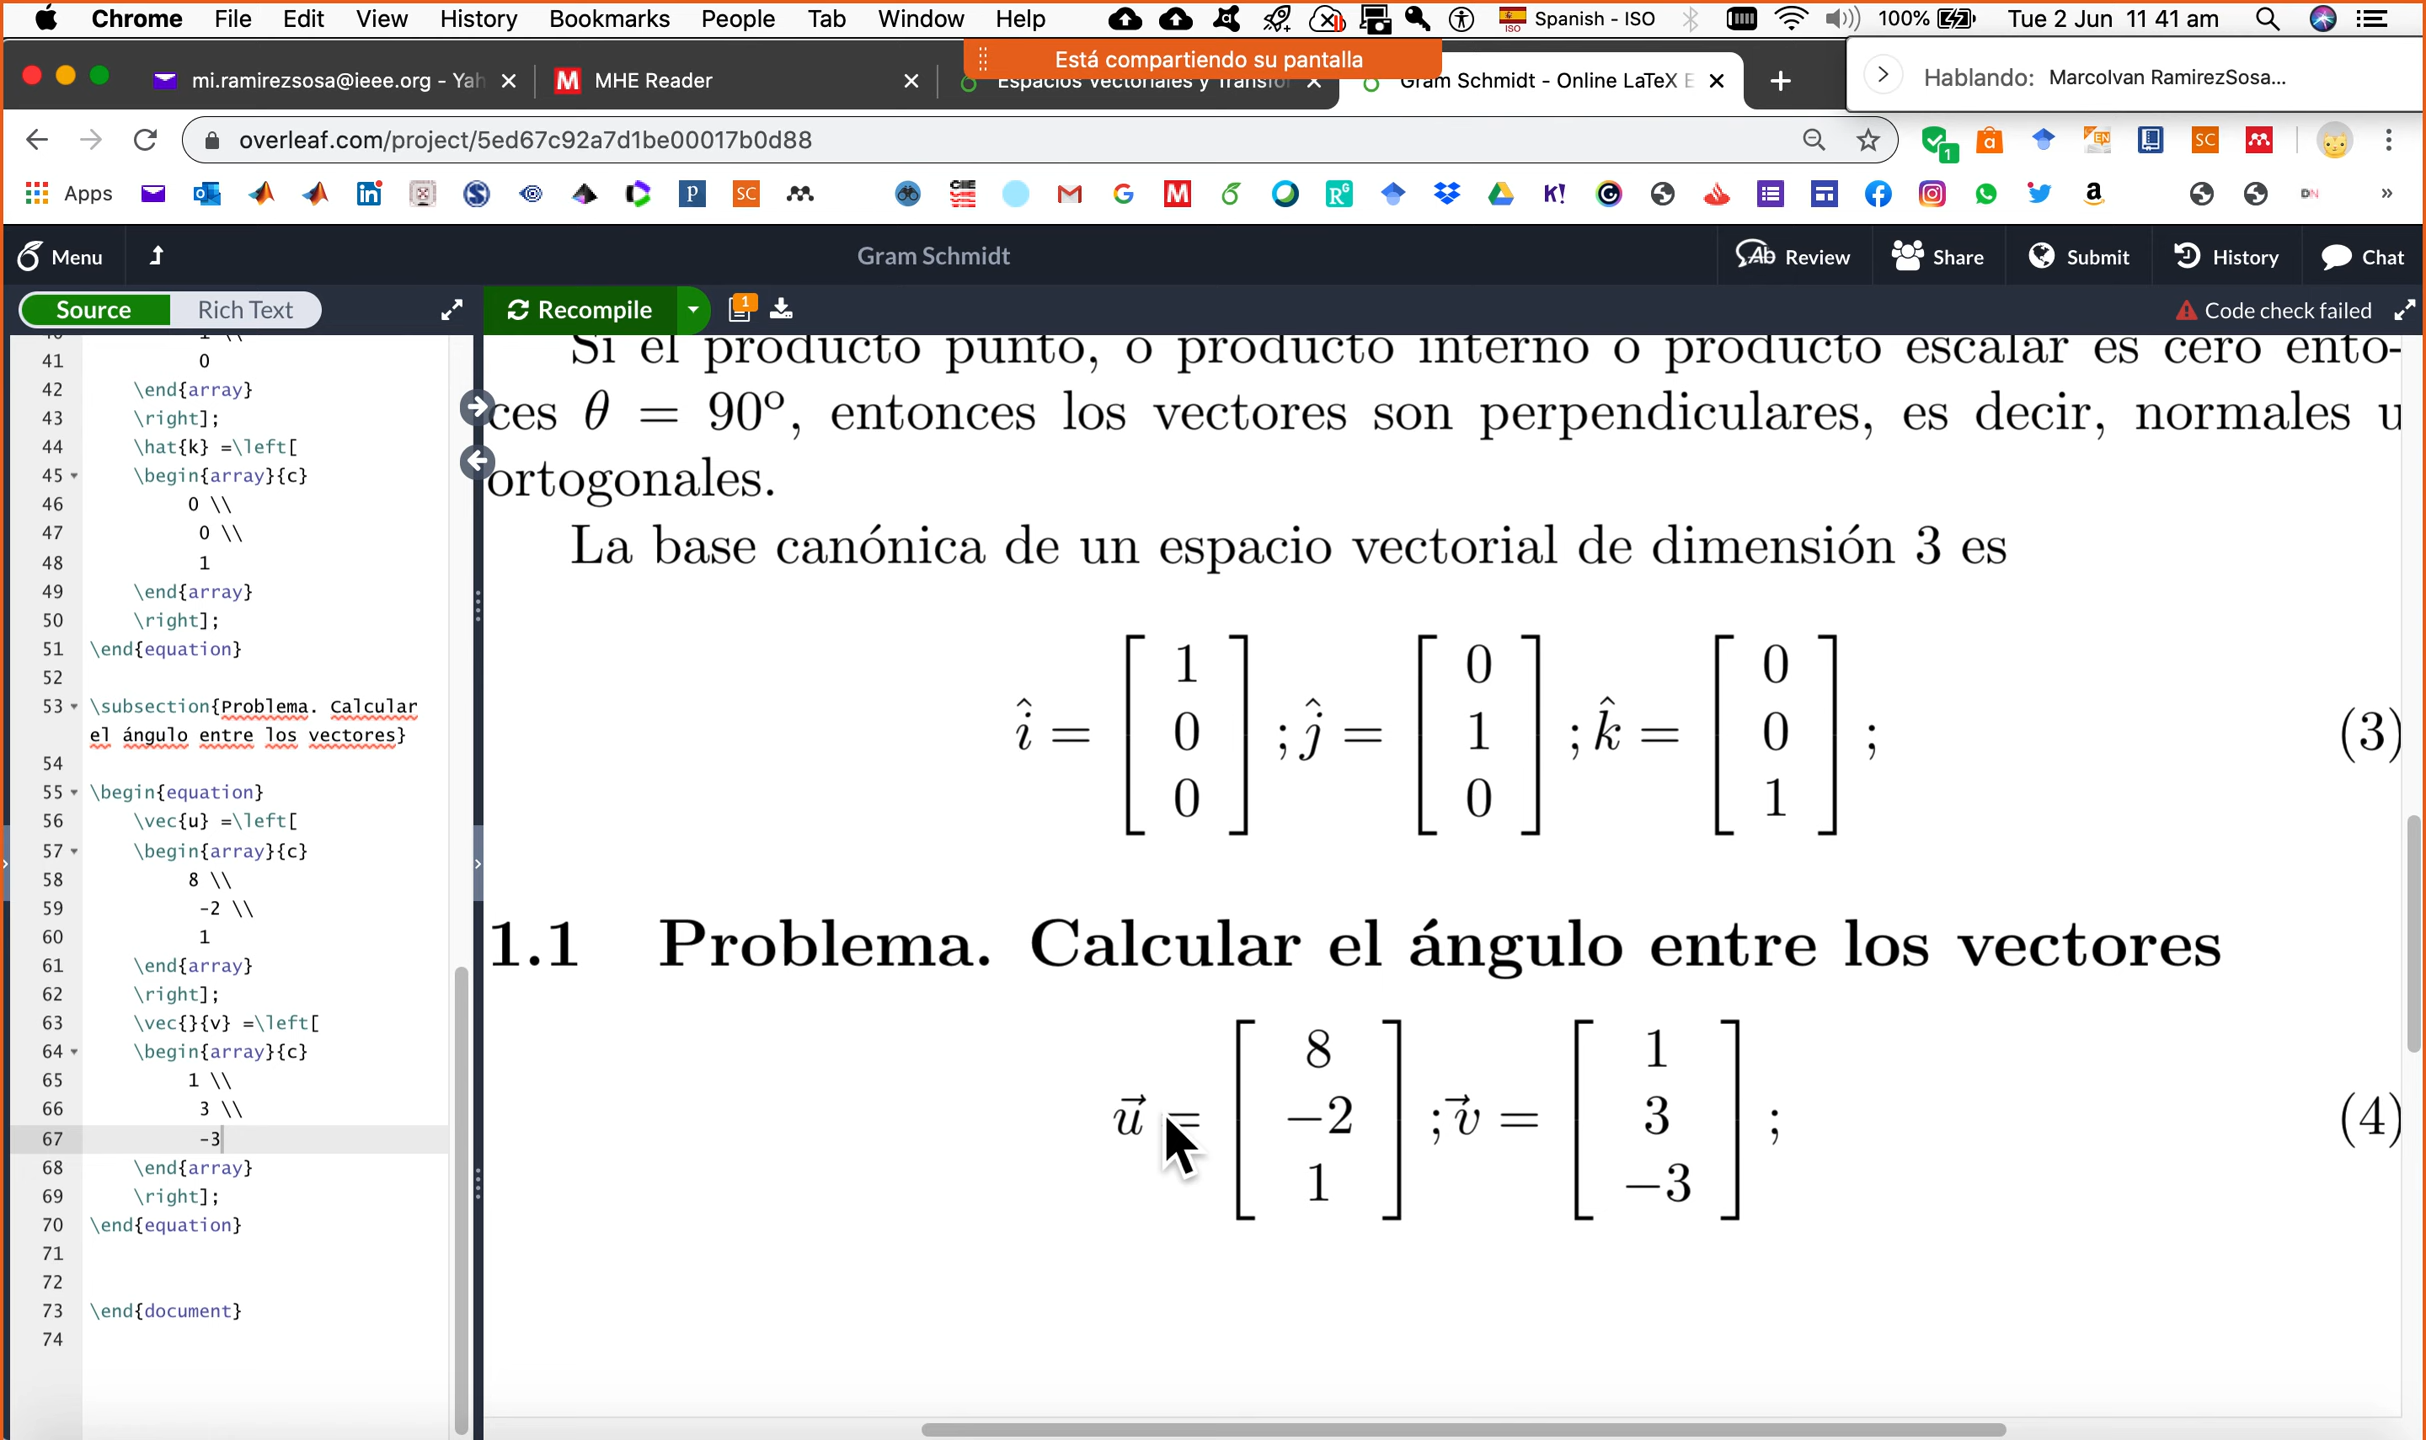 Chrome File Edit View History Bookmarks People Tab Window Help Spanish - ISO 100% Tue 2 Jun 11 41 am
Está compartiendo su pantalla
mi.ramirezsosa@ieee.org - Yah
MHE Reader
Espacios Vectoriales y Transfor
Gram Schmidt - Online LaTeX E
Hablando: MarcoIvan RamirezSosa...
overleaf.com/project/5ed67c92a7d1be00017b0d88
Apps
Menu
Gram Schmidt
Review Share Submit History Chat
Source Rich Text
Recompile
1
Code check failed
40 1 \\
41 0
42 \end{array}
43 \right];
44 \hat{k} =\left[
45 \begin{array}{c}
46 0 \\
47 0 \\
48 1
49 \end{array}
50 \right];
51 \end{equation}
52
53 \subsection{Problema. Calcular
el ángulo entre los vectores}
54
55 \begin{equation}
56 \vec{u} =\left[
57 \begin{array}{c}
58 8 \\
59 -2 \\
60 1
61 \end{array}
62 \right];
63 \vec{}{v} =\left[
64 \begin{array}{c}
65 1 \\
66 3 \\
67 -3
68 \end{array}
69 \right];
70 \end{equation}
71
72
73 \end{document}
74
Si el producto punto, o producto interno o producto escalar es cero ento-
ces θ = 90º, entonces los vectores son perpendiculares, es decir, normales u
ortogonales.
La base canónica de un espacio vectorial de dimensión 3 es
î = [ 1 0 0 ] ; ĵ = [ 0 1 0 ] ; k̂ = [ 0 0 1 ] ; (3)
1.1 Problema. Calcular el ángulo entre los vectores
u⃗ = [ 8 −2 1 ] ; ⃗v = [ 1 3 −3 ] ; (4)